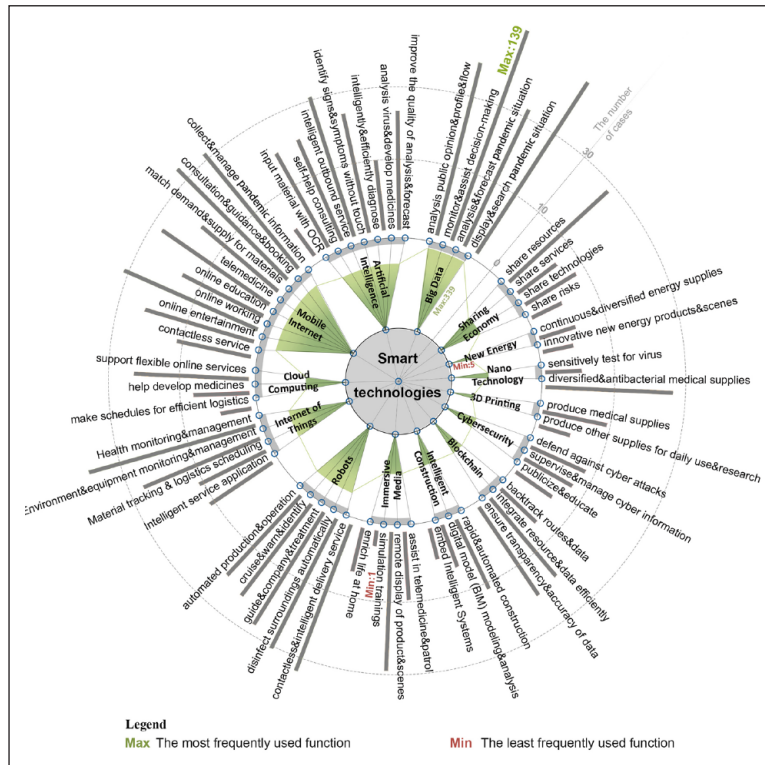 Smart
technologies
Big Data
Max:339
analysis public opinion&profile&flow
monitor&assist decision-making
Max:139
analysis&forecast pandemic situation
display&search pandemic situation
The number
of cases
30
10
0
Sharing
Economy
share resources
share services
share technologies
share risks
New Energy
Min:5
continuous&diversified energy supplies
innovative new energy products&scenes
Nano
Technology
sensitively test for virus
diversified&antibacterial medical supplies
3D Printing
produce medical supplies
produce other supplies for daily use&research
Cybersecurity
defend against cyber attacks
supervise&manage cyber information
publicize&educate
Blockchain
backtrack routes&data
integrate resource&data efficiently
ensure transparency&accuracy of data
Intelligent
Construction
rapid&automated construction
digital model (BIM) modeling&analysis
embed Intelligent Systems
Immersive
Media
assist in telemedicine&patrol
remote display of product&scenes
simulation trainings
Min:1
enrich life at home
Robots
contactless&intelligent delivery service
disinfect surroundings automatically
guide&company&treatment
cruise&warn&identify
automated production&operation
Internet of
Things
Intelligent service application
Material tracking & logistics scheduling
Environment&equipment monitoring&management
Health monitoring&management
Cloud
Computing
make schedules for efficient logistics
help develop medicines
support flexible online services
Mobile
Internet
contactless service
online entertainment
online working
online education
telemedicine
match demand&supply for materials
consultation&guidance&booking
collect&manage pandemic information
Artificial
Intelligence
input material with OCR
self-help consulting
intelligent outbound service
identify signs&symptoms without touch
intelligently&efficiently diagnose
analysis virus&develop medicines
improve the quality of analysis&forecast
Legend
Max The most frequently used function
Min The least frequently used function